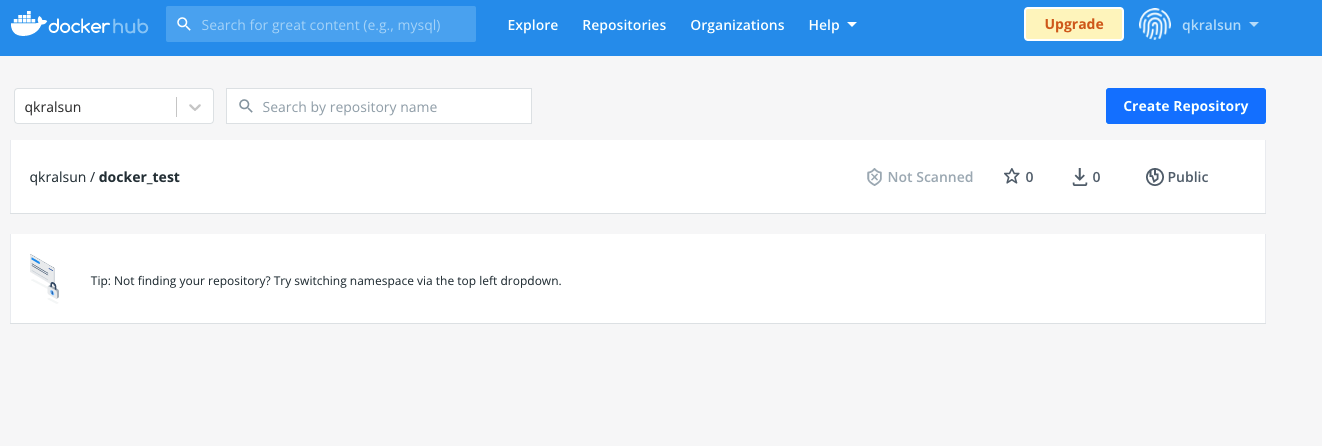 docker hub Search for great content (e.g., mysql) Explore Repositories Organizations Help Upgrade qkralsun
qkralsun Search by repository name Create Repository
qkralsun / docker_test Not Scanned 0 0 Public
Tip: Not finding your repository? Try switching namespace via the top left dropdown.